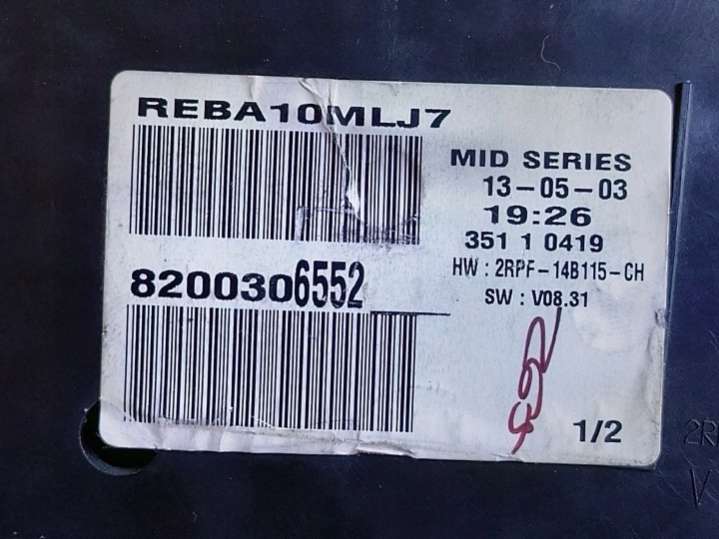 REBA10MLJ7
8200306552
MID SERIES
13-05-03
19:26
351 1 0419
HW : 2RPF-14B115-CH
SW : V08.31
1/2
2R
V